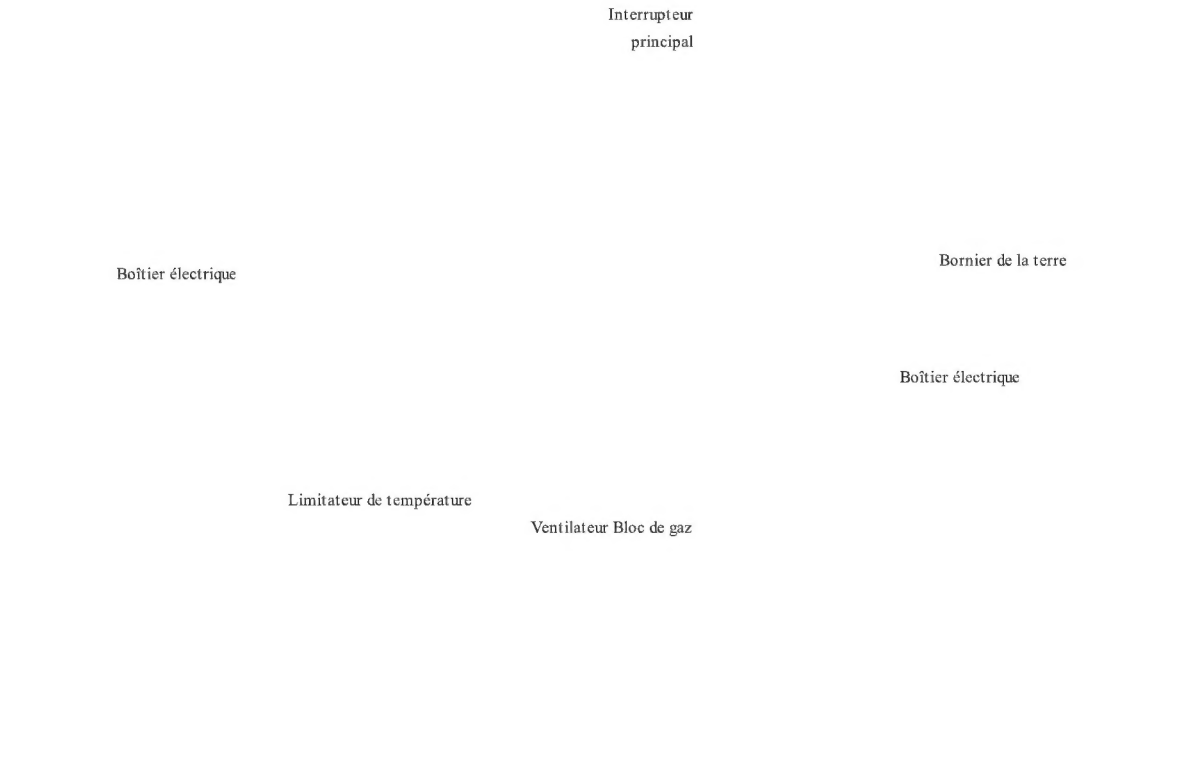 Interrupteur
principal
Bornier de la terre
Boîtier électrique
Boîtier électrique
Limitateur de température
Ventilateur Bloc de gaz